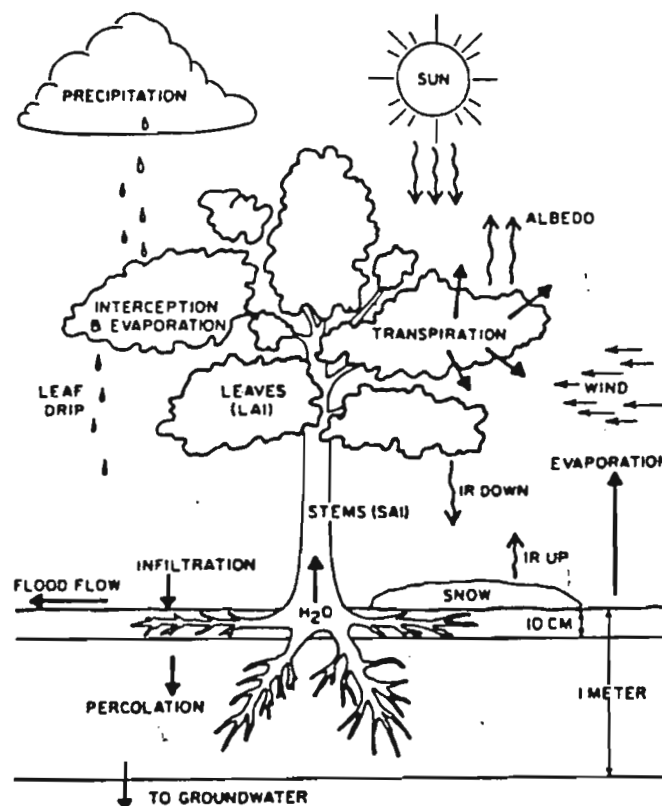 PRECIPITATION
SUN
ALBEDO
INTERCEPTION
& EVAPORATION
TRANSPIRATION
LEAF
DRIP
LEAVES
(LAI)
WIND
EVAPORATION
IR DOWN
STEMS (SAI)
INFILTRATION
IR UP
FLOOD FLOW
SNOW
H₂O
10 CM
PERCOLATION
1 METER
TO GROUNDWATER